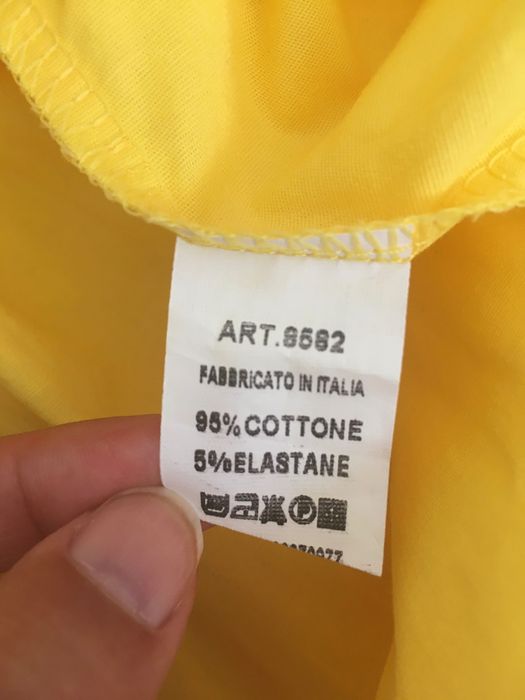 ART.8582
FABBRICATO IN ITALIA
95% COTTONE
5% ELASTANE